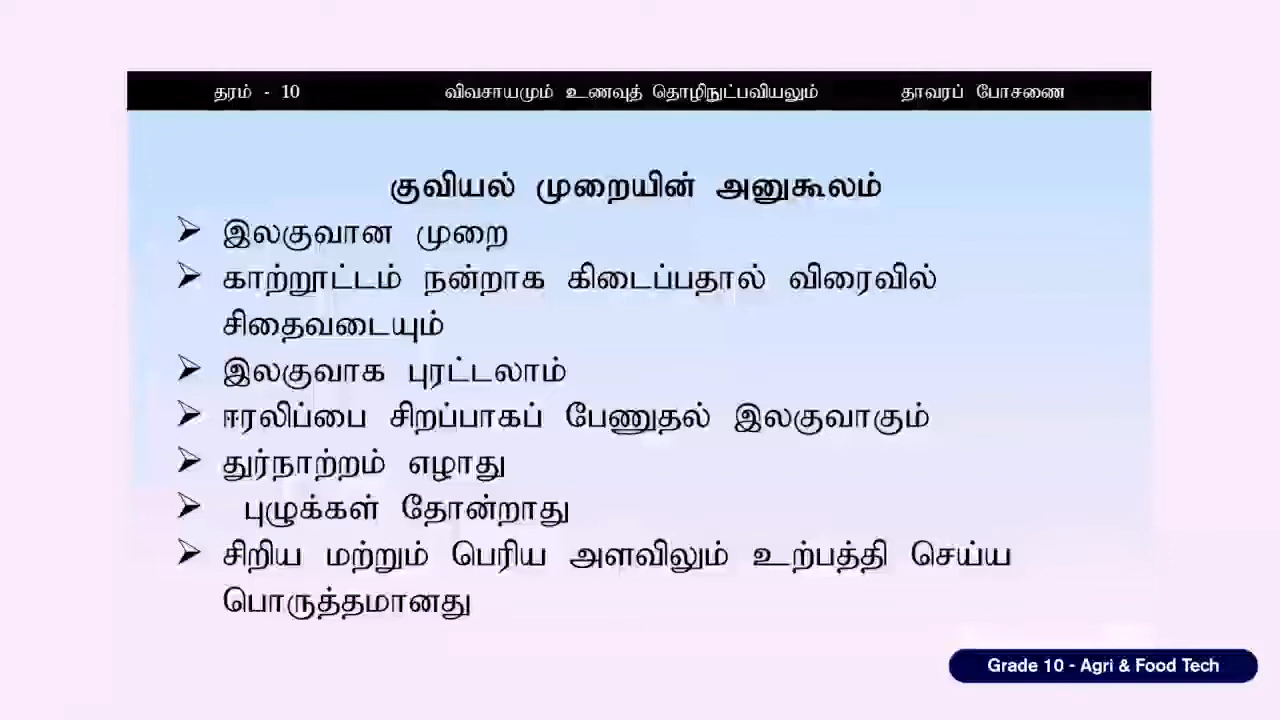 தரம் - 10 விவசாயமும் உணவுத் தொழிநுட்பவியலும் தாவரப் போசணை
குவியல் முறையின் அனுகூலம்
➢ இலகுவான முறை
➢ காற்றூட்டம் நன்றாக கிடைப்பதால் விரைவில்
சிதைவடையும்
➢ இலகுவாக புரட்டலாம்
➢ ஈரலிப்பை சிறப்பாகப் பேணுதல் இலகுவாகும்
➢ துர்நாற்றம் எழாது
➢ புழுக்கள் தோன்றாது
➢ சிறிய மற்றும் பெரிய அளவிலும் உற்பத்தி செய்ய
பொருத்தமானது
Grade 10 - Agri & Food Tech